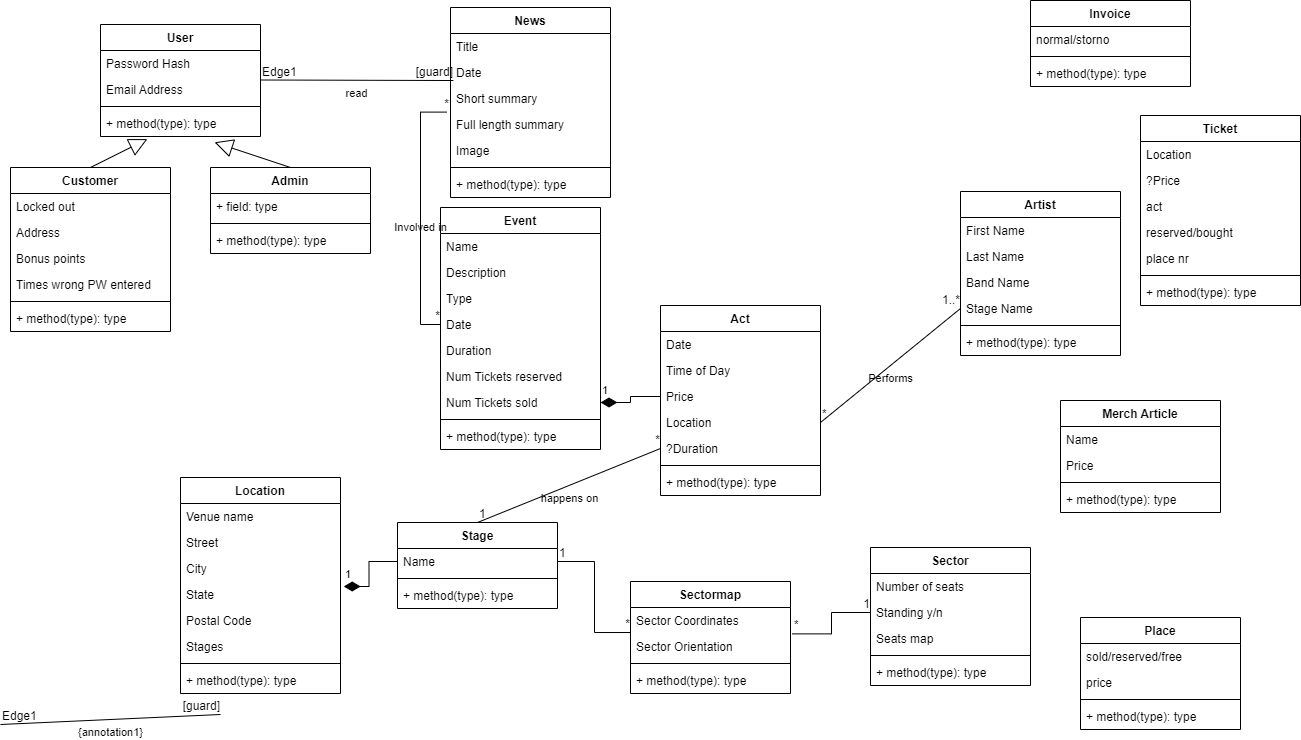 User
Password Hash
Email Address
+ method(type): type
Edge1
[guard]
read
News
Title
Date
Short summary
Full length summary
Image
+ method(type): type
Invoice
normal/storno
+ method(type): type
Customer
Locked out
Address
Bonus points
Times wrong PW entered
+ method(type): type
Admin
+ field: type
+ method(type): type
*
Involved in
*
Event
Name
Description
Type
Date
Duration
Num Tickets reserved
Num Tickets sold
+ method(type): type
1
Act
Date
Time of Day
Price
Location
?Duration
+ method(type): type
*
happens on
1
*
Performs
1..*
Artist
First Name
Last Name
Band Name
Stage Name
+ method(type): type
Ticket
Location
?Price
act
reserved/bought
place nr
+ method(type): type
Merch Article
Name
Price
+ method(type): type
Location
Venue name
Street
City
State
Postal Code
Stages
+ method(type): type
1
Stage
Name
+ method(type): type
1
*
Sectormap
Sector Coordinates
Sector Orientation
+ method(type): type
*
1
Sector
Number of seats
Standing y/n
Seats map
+ method(type): type
Place
sold/reserved/free
price
+ method(type): type
Edge1
[guard]
{annotation1}